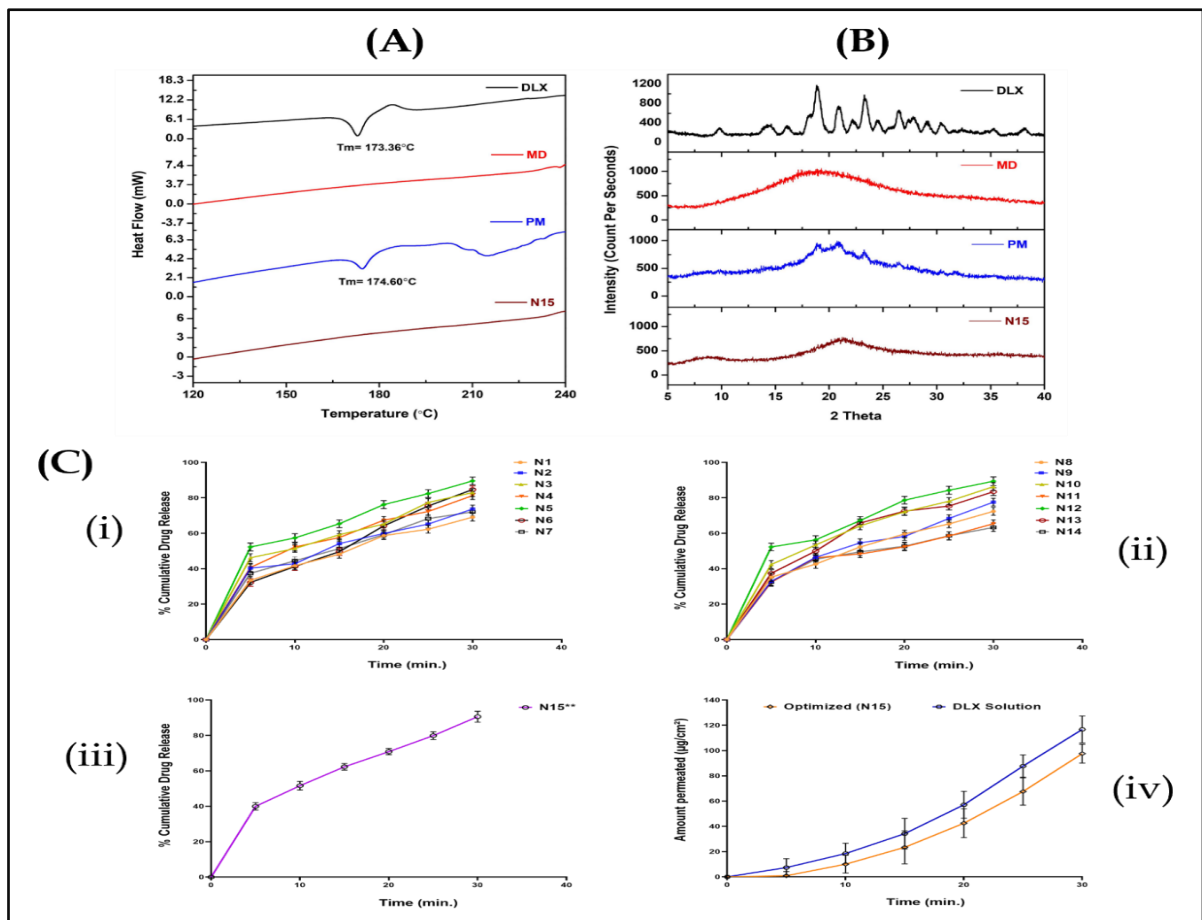 (A)
(B)
18.3
12.2
6.1
0.0
7.4
3.7
0.0
-3.7
6.3
4.2
2.1
0.0
6
3
0
-3
Heat Flow (mW)
DLX
Tm= 173.36°C
MD
PM
Tm= 174.60°C
N15
120 150 180 210 240
Temperature (°C)
1200
800
400
0
1000
500
0
1000
500
0
1000
500
0
Intensity (Count Per Seconds)
DLX
MD
PM
N15
5 10 15 20 25 30 35 40
2 Theta
(C)
(i)
100
80
60
40
20
0
% Cumulative Drug Release
N1
N2
N3
N4
N5
N6
N7
0 10 20 30 40
Time (min.)
(ii)
100
80
60
40
20
0
% Cumulative Drug Release
N8
N9
N10
N11
N12
N13
N14
0 10 20 30 40
Time (min.)
(iii)
100
80
60
40
20
0
% Cumulative Drug Release
N15**
0 10 20 30 40
Time (min.)
(iv)
140
120
100
80
60
40
20
0
Amount permeated (µg/cm²)
Optimized (N15)
DLX Solution
10 20 30
Time (min.)